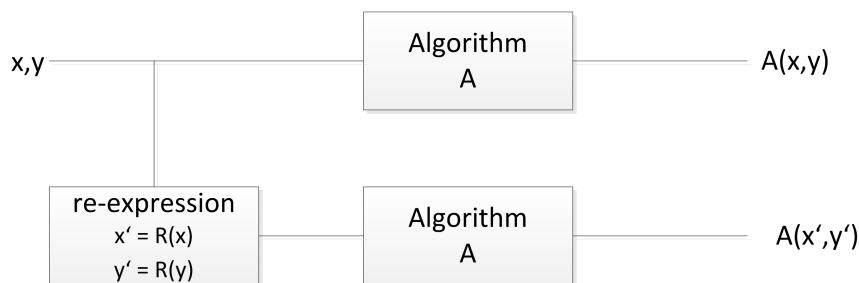 x,y
Algorithm
A
A(x,y)
re-expression
x‘ = R(x)
y‘ = R(y)
Algorithm
A
A(x‘,y‘)